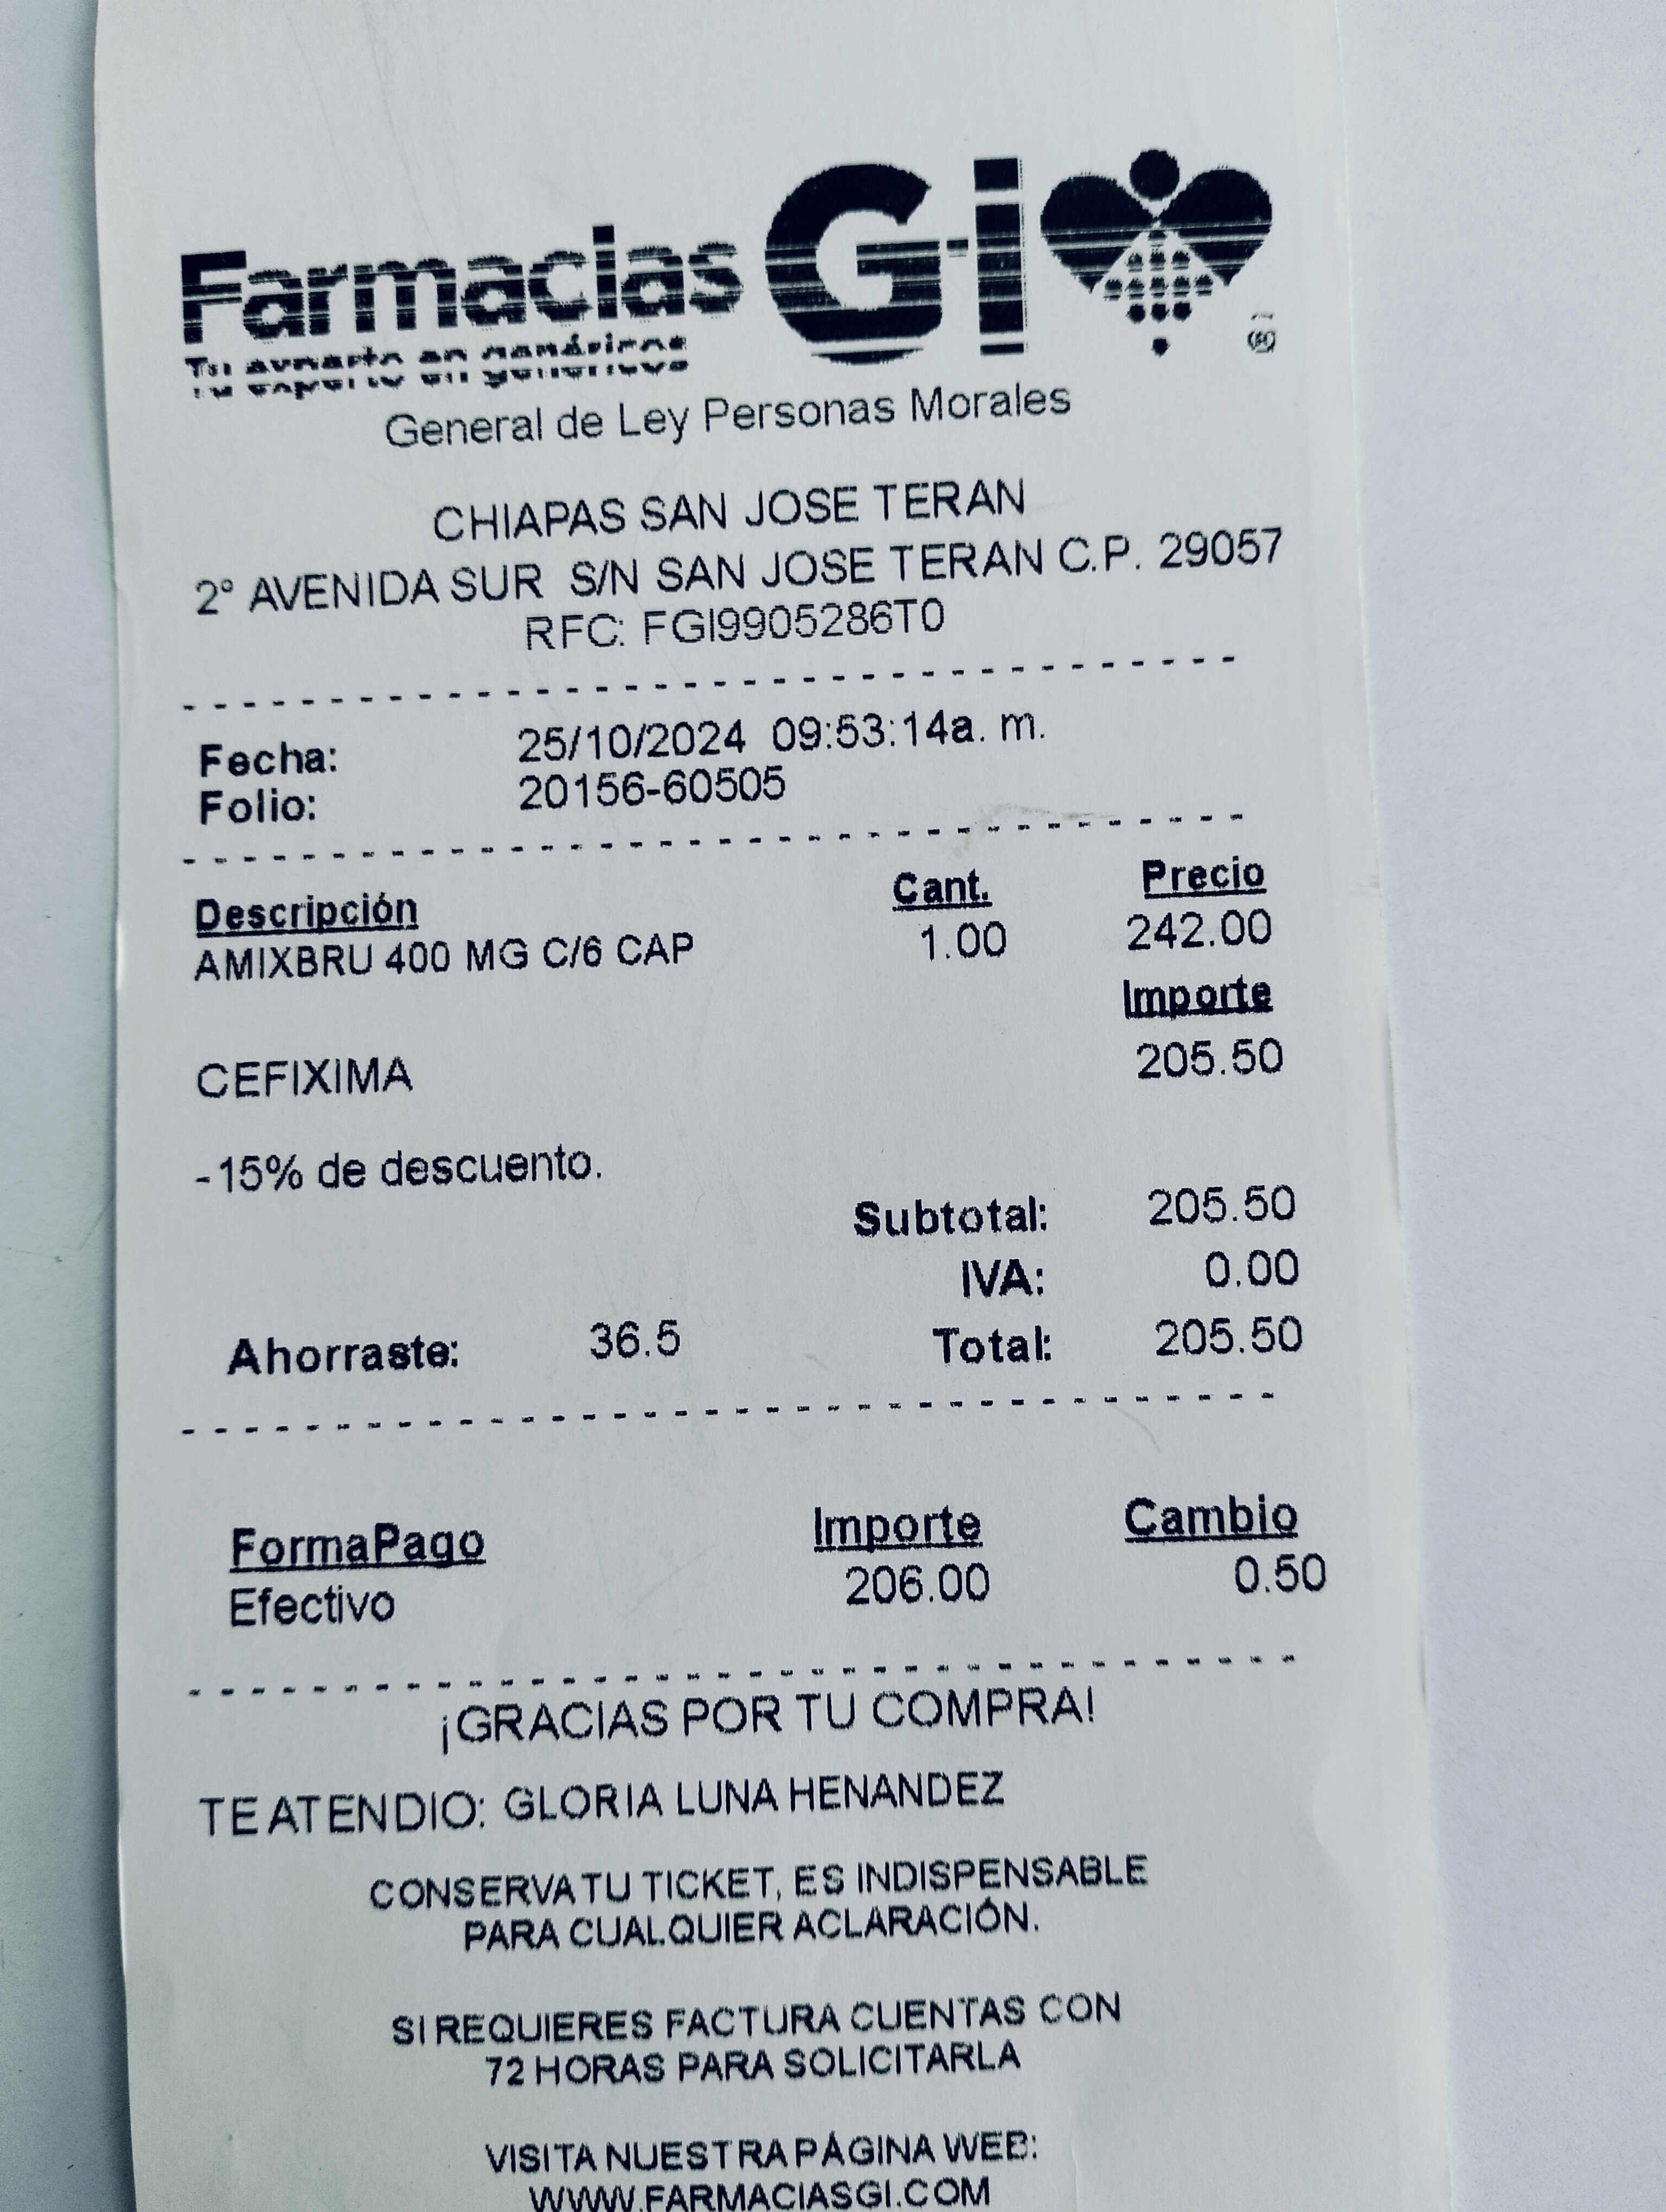 Farmacias G-i
Tu experto en genéricos
General de Ley Personas Morales
CHIAPAS SAN JOSE TERAN
2° AVENIDA SUR S/N SAN JOSE TERAN C.P. 29057
RFC: FGI9905286T0
Fecha: 25/10/2024 09:53:14a. m.
Folio: 20156-60505
Descripción Cant. Precio
AMIXBRU 400 MG C/6 CAP 1.00 242.00
Importe
CEFIXIMA 205.50
-15% de descuento.
Subtotal: 205.50
IVA: 0.00
Ahorraste: 36.5 Total: 205.50
FormaPago Importe Cambio
Efectivo 206.00 0.50
¡GRACIAS POR TU COMPRA!
TE ATENDIO: GLORIA LUNA HENANDEZ
CONSERVA TU TICKET, ES INDISPENSABLE
PARA CUALQUIER ACLARACIÓN.
SI REQUIERES FACTURA CUENTAS CON
72 HORAS PARA SOLICITARLA
VISITA NUESTRA PÁGINA WEB:
WWW.FARMACIASGI.COM